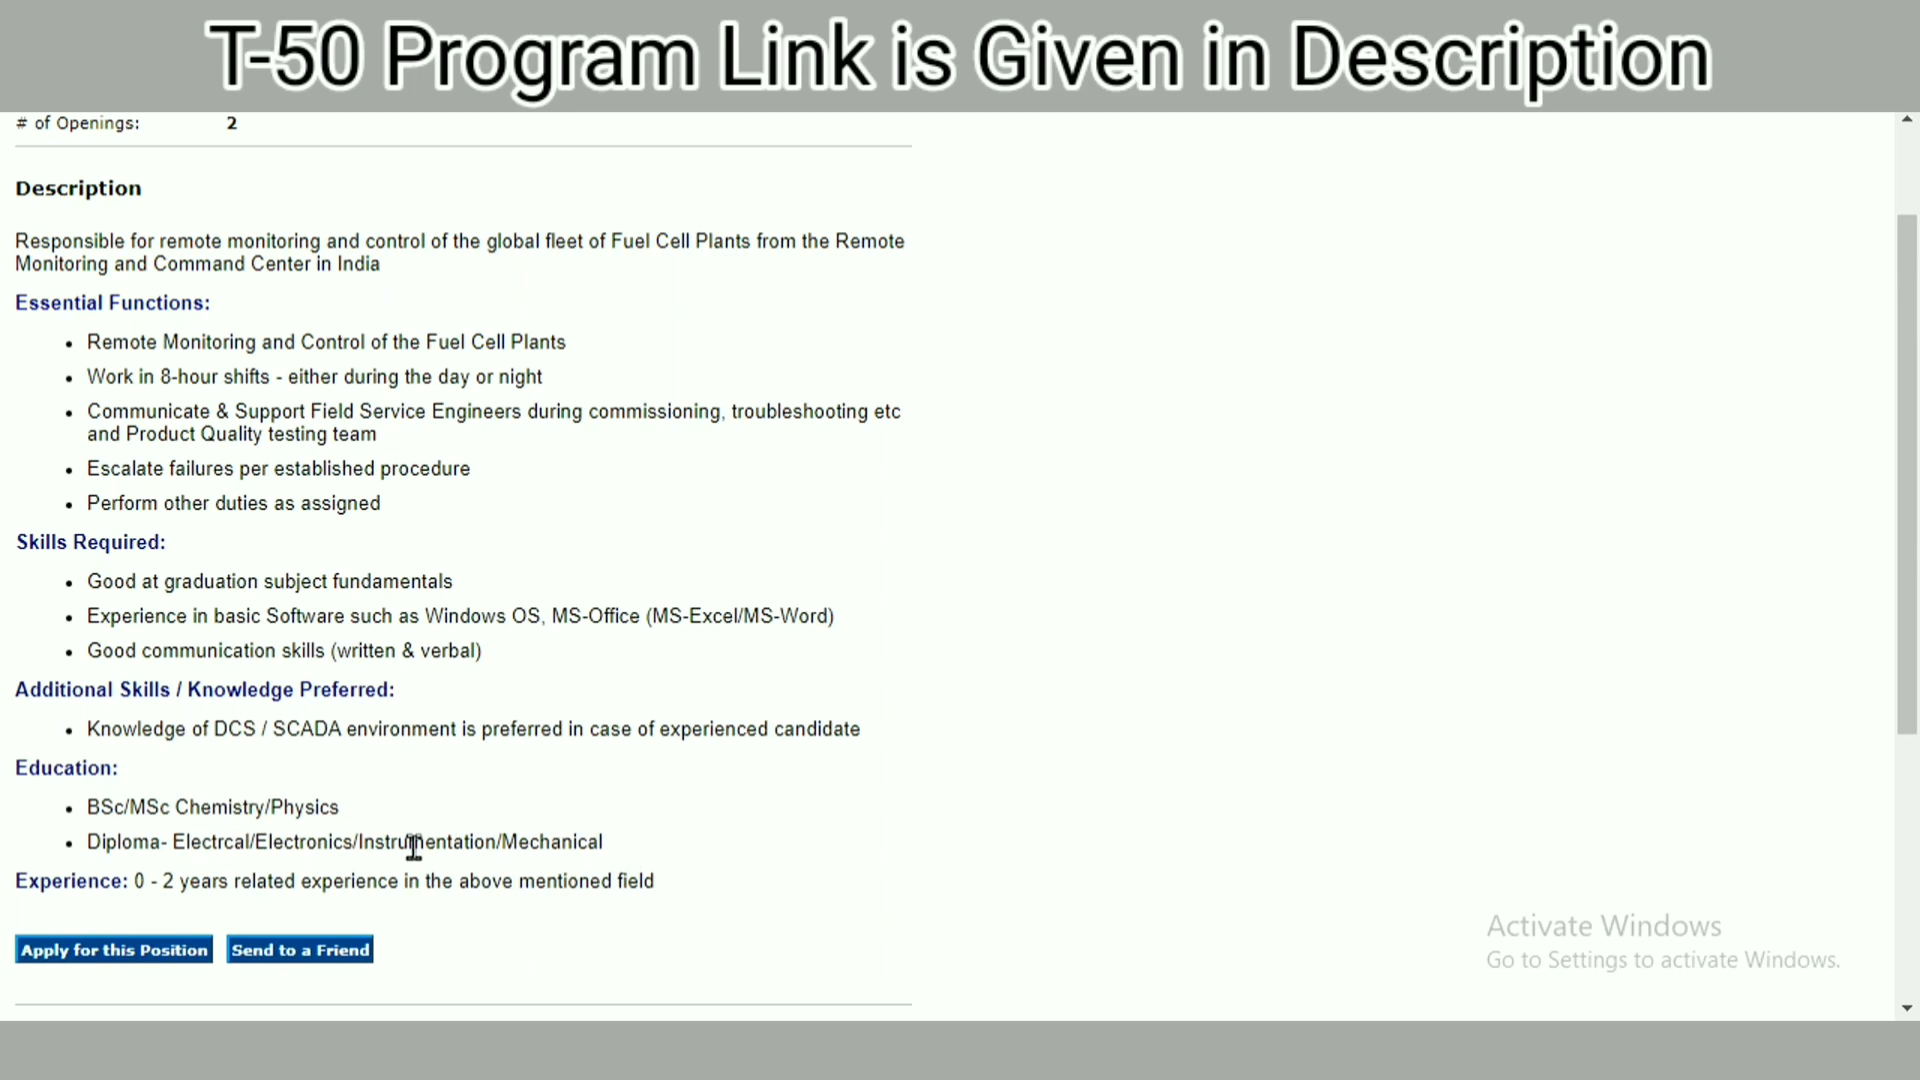 T-50 Program Link is Given in Description
# of Openings: 2
Description
Responsible for remote monitoring and control of the global fleet of Fuel Cell Plants from the Remote
Monitoring and Command Center in India
Essential Functions:
• Remote Monitoring and Control of the Fuel Cell Plants
• Work in 8-hour shifts - either during the day or night
• Communicate & Support Field Service Engineers during commissioning, troubleshooting etc
and Product Quality testing team
• Escalate failures per established procedure
• Perform other duties as assigned
Skills Required:
• Good at graduation subject fundamentals
• Experience in basic Software such as Windows OS, MS-Office (MS-Excel/MS-Word)
• Good communication skills (written & verbal)
Additional Skills / Knowledge Preferred:
• Knowledge of DCS / SCADA environment is preferred in case of experienced candidate
Education:
• BSc/MSc Chemistry/Physics
• Diploma- Electrcal/Electronics/Instrumentation/Mechanical
Experience: 0 - 2 years related experience in the above mentioned field
Apply for this Position Send to a Friend
Activate Windows
Go to Settings to activate Windows.